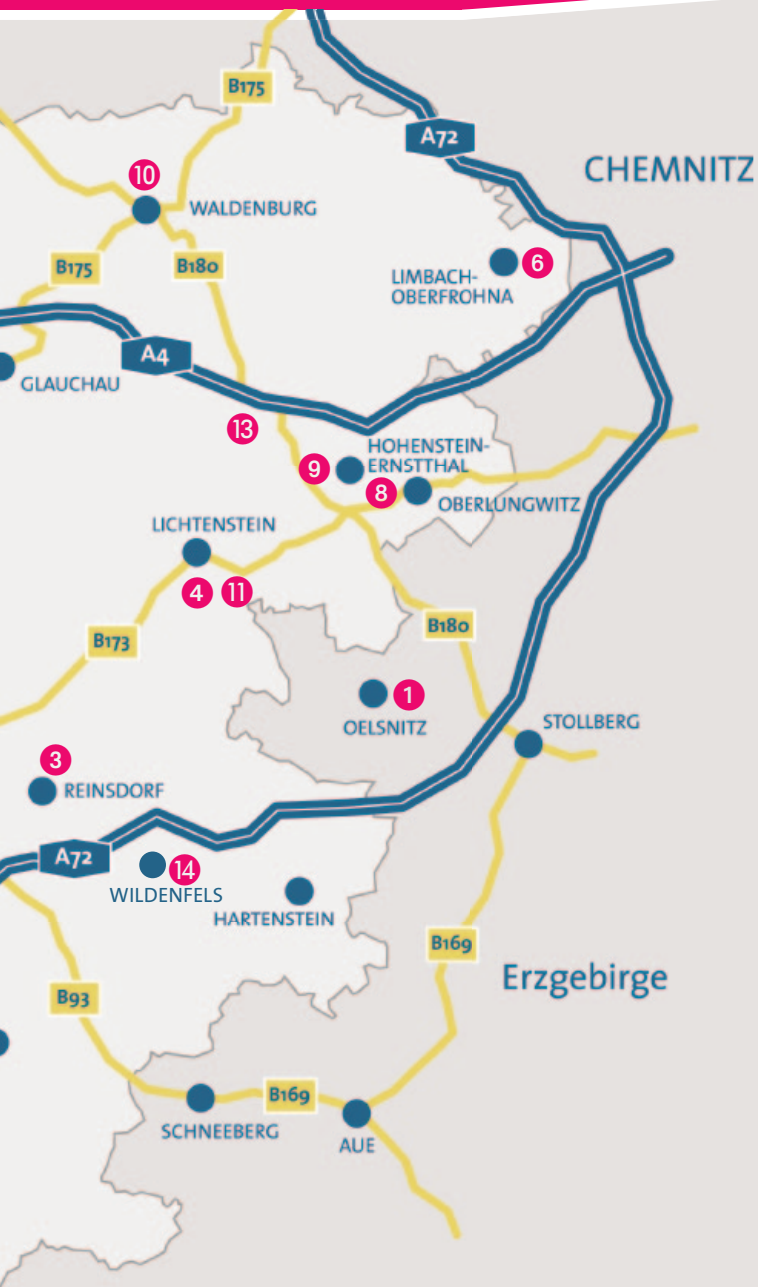 B175
A72
CHEMNITZ
10
WALDENBURG
B175
B180
6
LIMBACH-
OBERFROHNA
A4
GLAUCHAU
13
HOHENSTEIN-
ERNSTTHAL
9
8
OBERLUNGWITZ
LICHTENSTEIN
4
11
B173
B180
1
OELSNITZ
STOLLBERG
3
REINSDORF
A72
14
WILDENFELS
HARTENSTEIN
B169
Erzgebirge
B93
B169
SCHNEEBERG
AUE